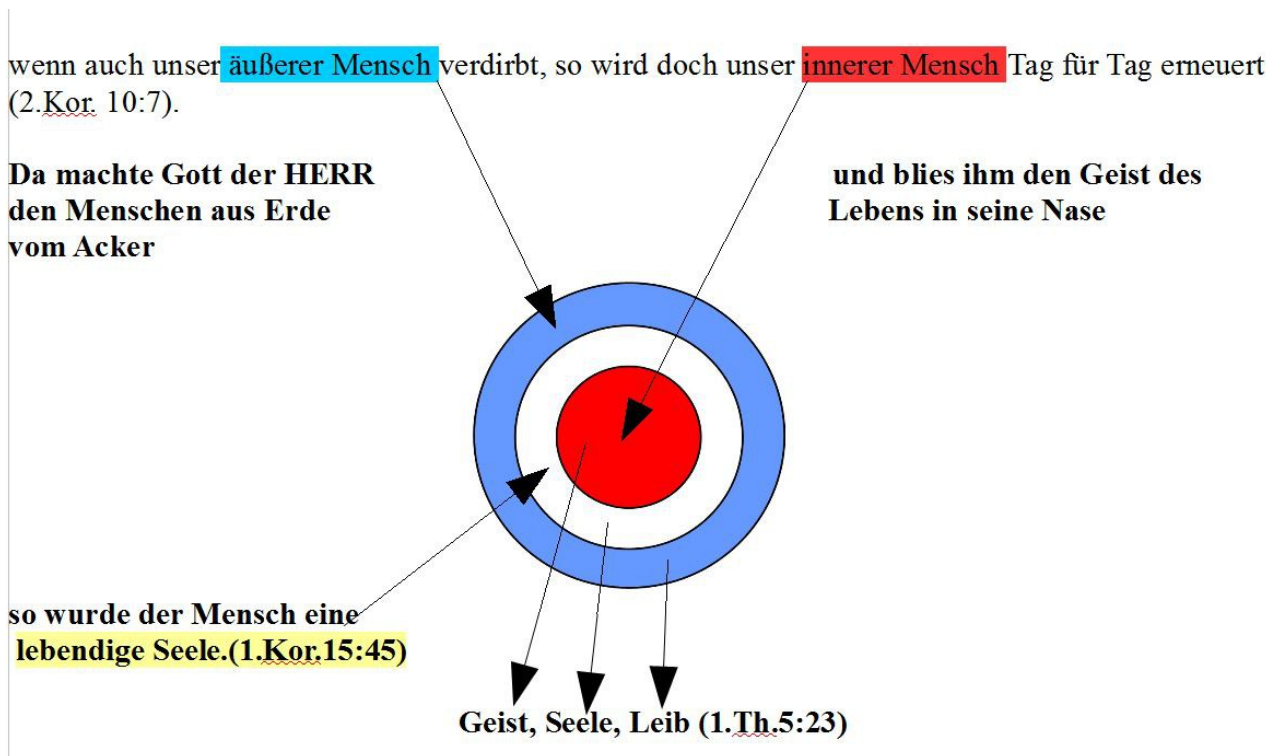 wenn auch unser äußerer Mensch verdirbt, so wird doch unser innerer Mensch Tag für Tag erneuert
(2.Kor. 10:7).
Da machte Gott der HERR
den Menschen aus Erde
vom Acker
und blies ihm den Geist des
Lebens in seine Nase
so wurde der Mensch eine
lebendige Seele.(1.Kor.15:45)
Geist, Seele, Leib (1.Th.5:23)